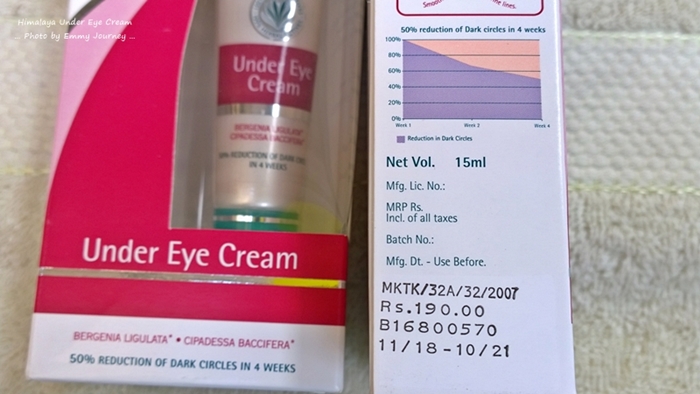 Himalaya Under Eye Cream
... Photo by Emmy Journey ...
Under Eye
Cream
BERGENIA LIGULATA*
CIPADESSA BACCIFERA*
50% REDUCTION OF DARK CIRCLES
IN 4 WEEKS
Under Eye Cream
BERGENIA LIGULATA* • CIPADESSA BACCIFERA*
50% REDUCTION OF DARK CIRCLES IN 4 WEEKS
lines.
50% reduction of Dark circles in 4 weeks
100%
80%
60%
40%
20%
0%
Week 1 Week 2 Week 4
Reduction in Dark Circles
Net Vol. 15ml
Mfg. Lic. No.:
MRP Rs.
Incl. of all taxes
Batch No.:
Mfg. Dt. - Use Before.
MKTK/32A/32/2007
Rs.190.00
B16800570
11/18-10/21